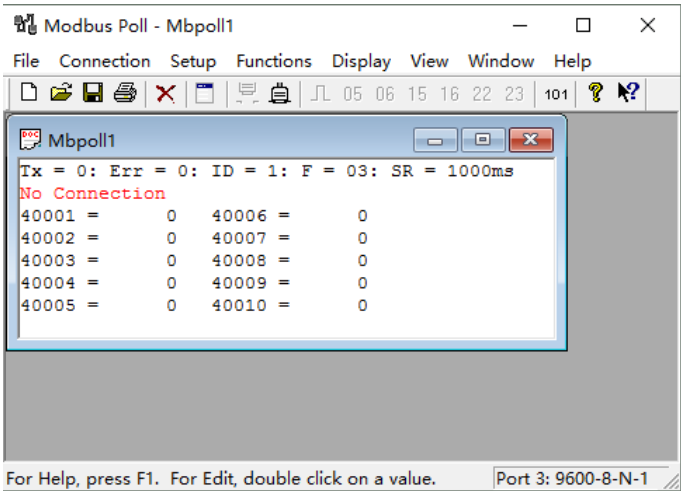 Modbus Poll - Mbpoll1
File Connection Setup Functions Display View Window Help
05 06 15 16 22 23 101
Mbpoll1
Tx = 0: Err = 0: ID = 1: F = 03: SR = 1000ms
No Connection
40001 = 0 40006 = 0
40002 = 0 40007 = 0
40003 = 0 40008 = 0
40004 = 0 40009 = 0
40005 = 0 40010 = 0
For Help, press F1. For Edit, double click on a value. Port 3: 9600-8-N-1